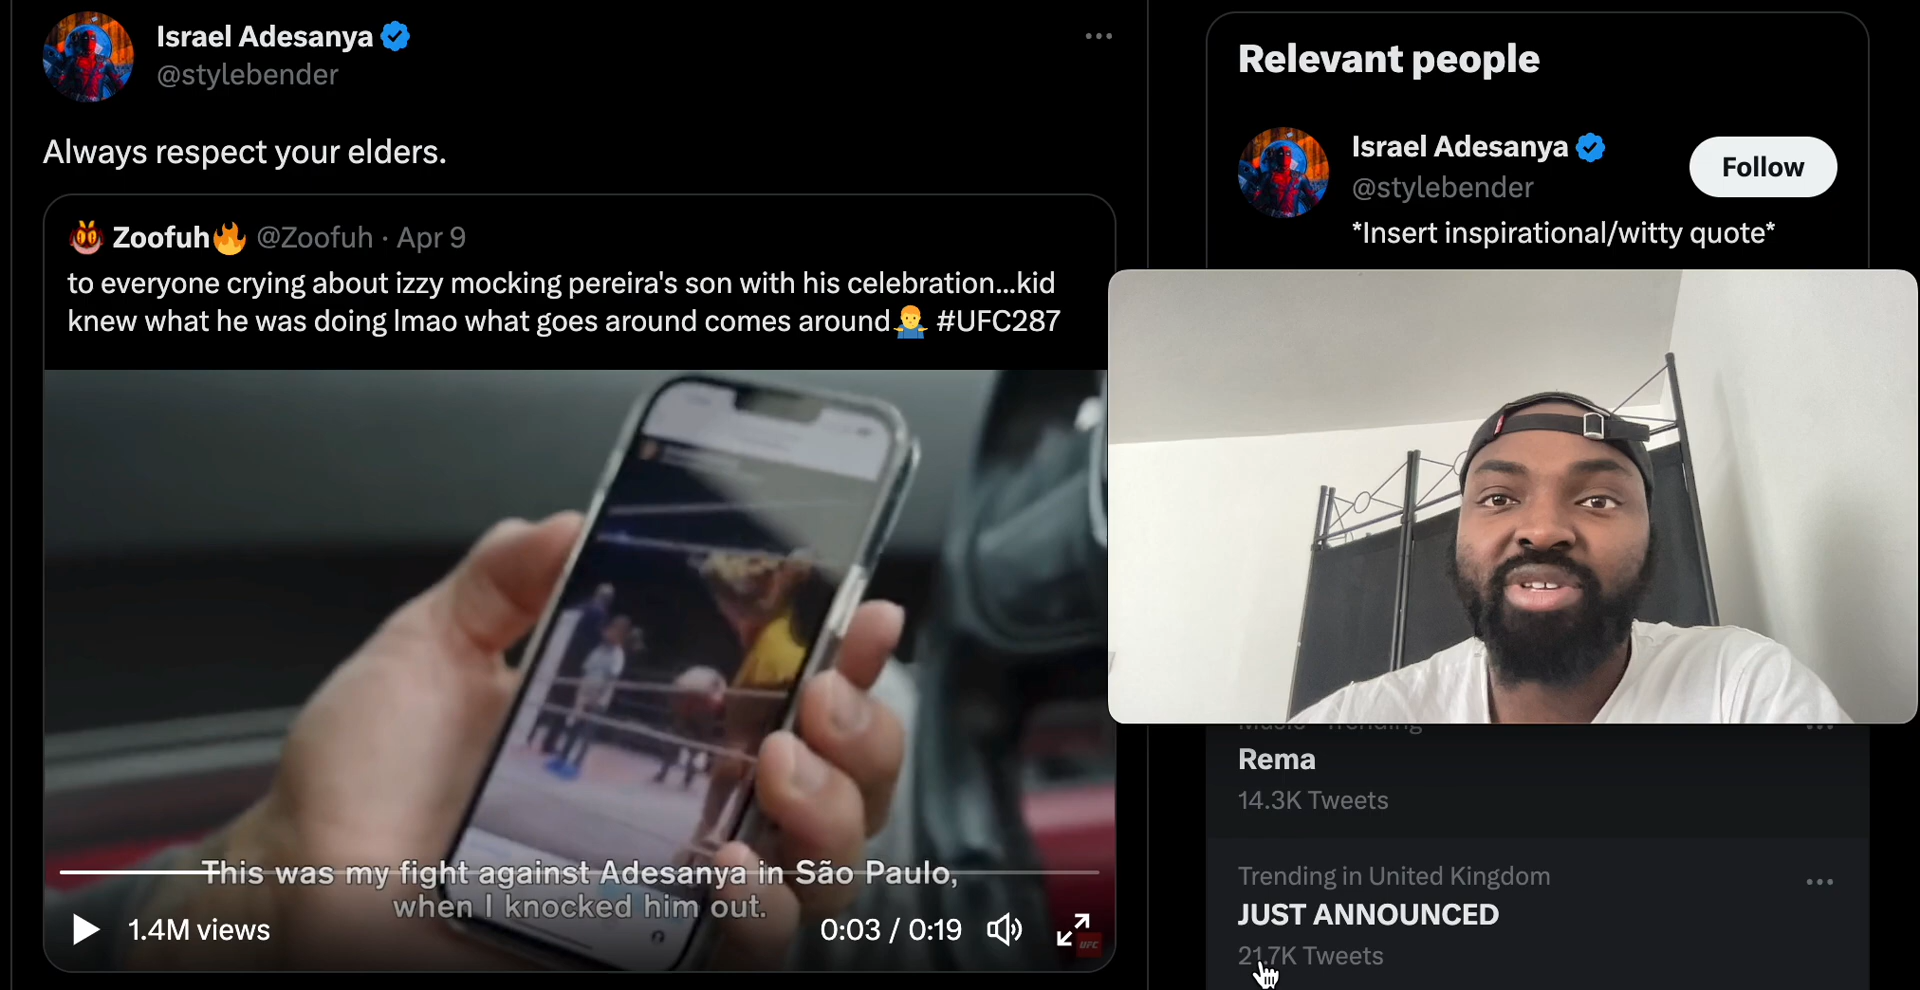 Israel Adesanya
@stylebender
Always respect your elders.
Zoofuh🔥 @Zoofuh · Apr 9
to everyone crying about izzy mocking pereira's son with his celebration...kid
knew what he was doing lmao what goes around comes around🤷‍♂️ #UFC287
This was my fight against Adesanya in São Paulo,
when I knocked him out.
1.4M views
0:03 / 0:19
UFC
Relevant people
Israel Adesanya
@stylebender
Follow
*Insert inspirational/witty quote*
Music · Trending
Rema
14.3K Tweets
Trending in United Kingdom
JUST ANNOUNCED
21.7K Tweets